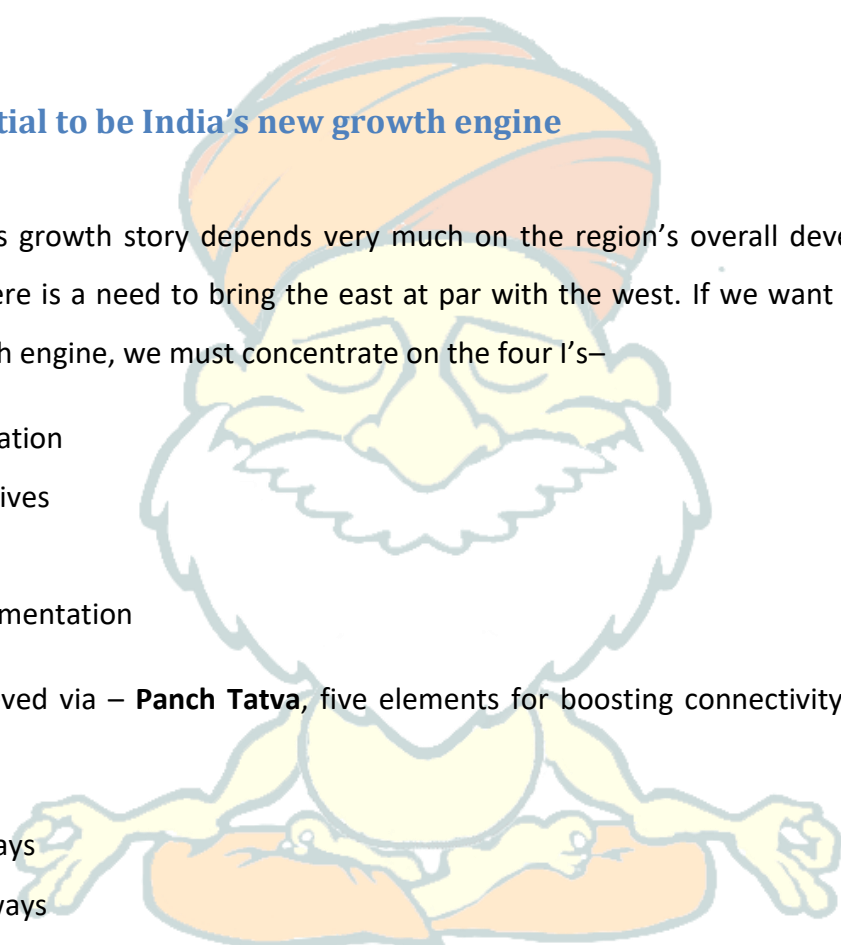 tial to be India's new growth engine
s growth story depends very much on the region's overall deve
ere is a need to bring the east at par with the west. If we want
h engine, we must concentrate on the four I's–
ation
ives
mentation
ved via – Panch Tatva, five elements for boosting connectivity
ays
ways